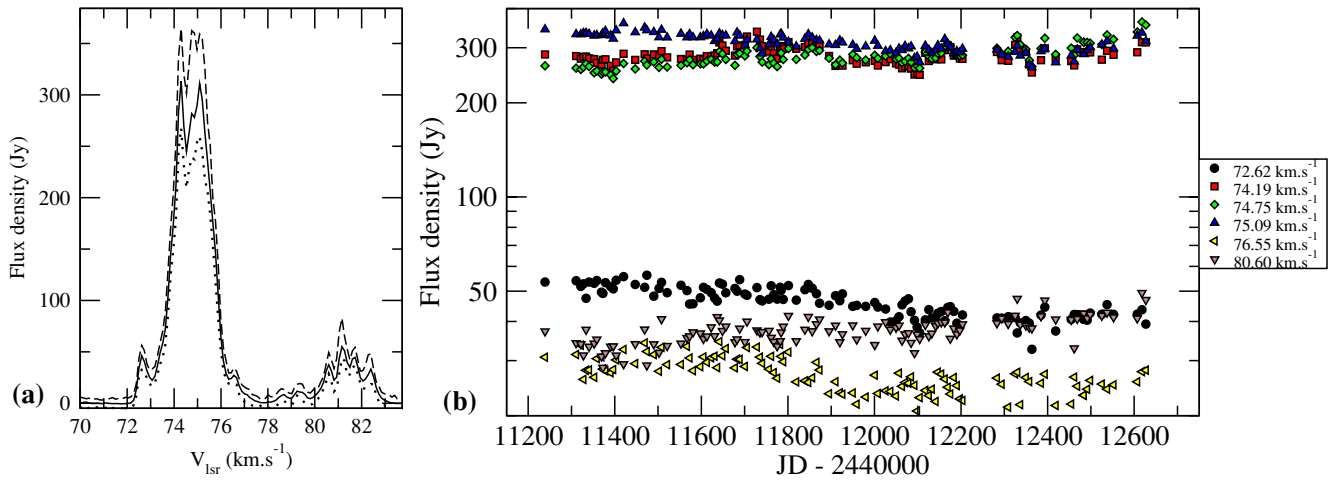 Flux density (Jy)
300
200
100
0
(a)
70 72 74 76 78 80 82
V_lsr (km.s^-1)
Flux density (Jy)
300
200
100
50
(b)
11200 11400 11600 11800 12000 12200 12400 12600
JD - 2440000
72.62 km.s^-1
74.19 km.s^-1
74.75 km.s^-1
75.09 km.s^-1
76.55 km.s^-1
80.60 km.s^-1